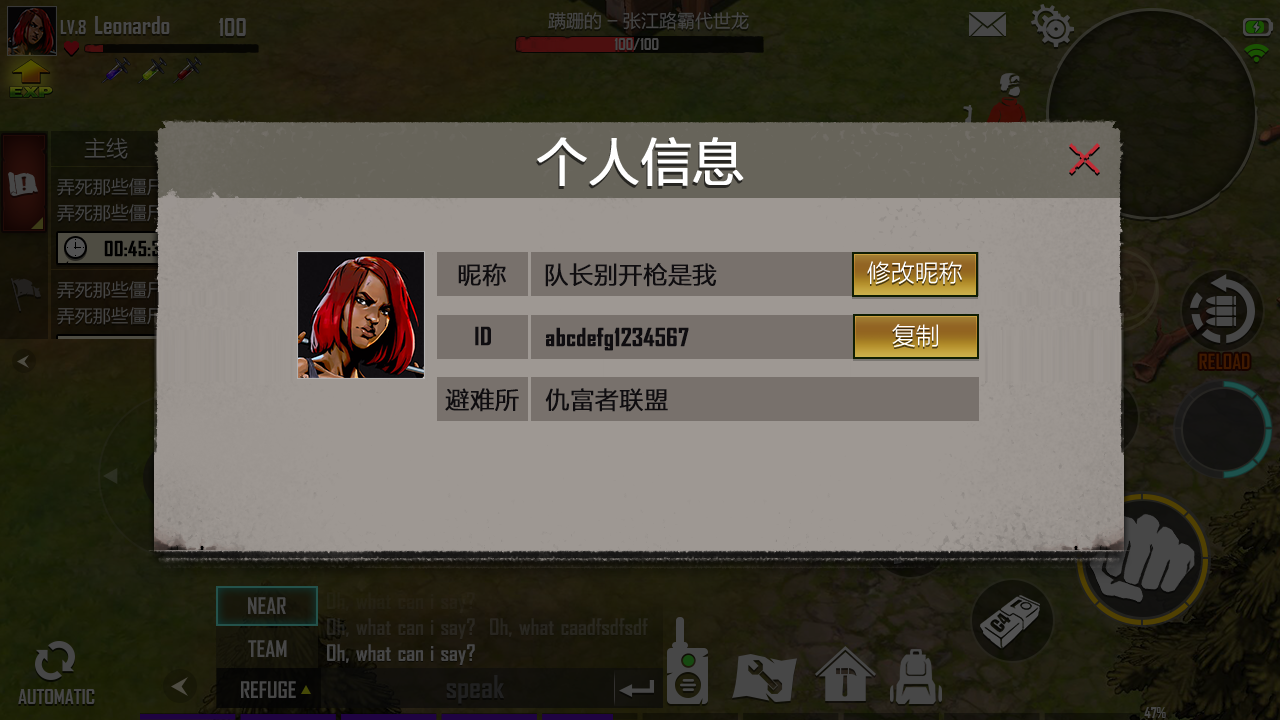 LV.8 Leonardo 100
蹒跚的 – 张江路霸代世龙
100/100
EXP
个人信息
主线
弄死那些僵尸
弄死那些僵尸
00:45:3
弄死那些僵尸
弄死那些僵尸
昵称 队长别开枪是我 修改昵称
ID abcdefg1234567 复制
避难所 仇富者联盟
RELOAD
C4
NEAR
TEAM
REFUGE
Oh, what can i say?
Oh, what can i say? Oh, what caadfsdfsdf
Oh, what can i say?
speak
AUTOMATIC
47%